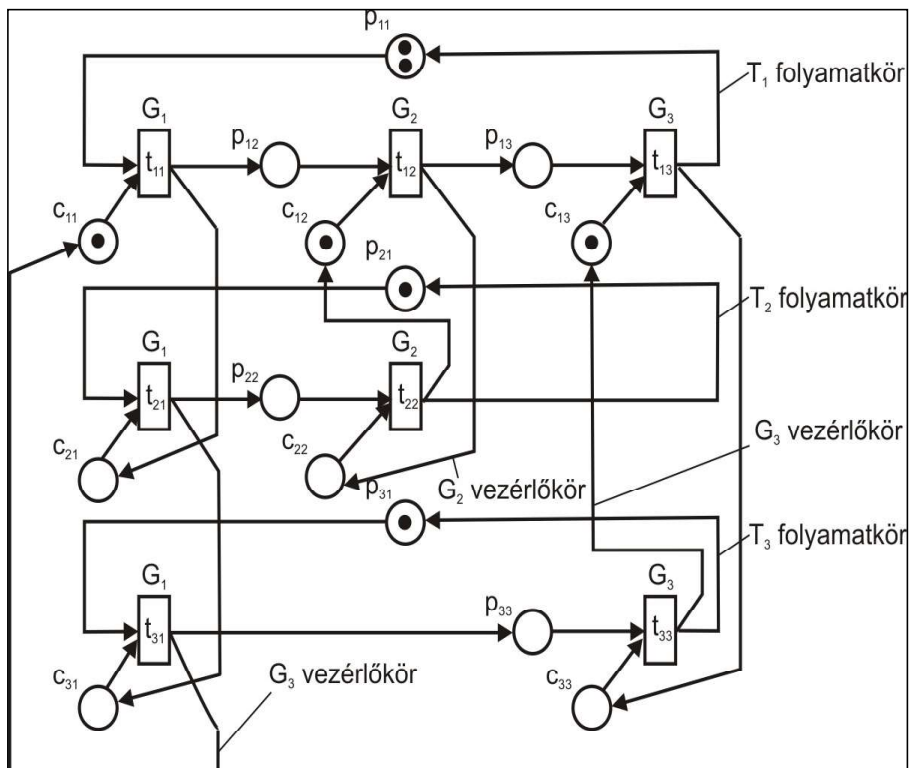 p₁₁
T₁ folyamatkör
G₁ G₂ G₃
p₁₂ p₁₃
t₁₁ t₁₂ t₁₃
c₁₁ c₁₂ c₁₃
p₂₁
T₂ folyamatkör
G₁ G₂
p₂₂
t₂₁ t₂₂
c₂₁ c₂₂
G₃ vezérlőkör
G₂ vezérlőkör
p₃₁
T₃ folyamatkör
G₁ G₃
p₃₃
t₃₁ t₃₃
c₃₁ c₃₃
G₃ vezérlőkör